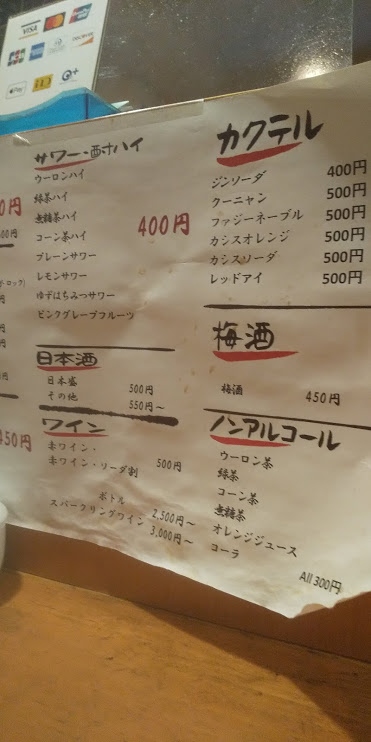 VISA
JCB
Pay
iD
サワー・酎ハイ
ウーロンハイ
緑茶ハイ
無糖茶ハイ
コーン茶ハイ
プレーンサワー
レモンサワー
ゆずはちみつサワー
ピンクグレープフルーツ
400円
日本酒
日本盛 500円
その他 550円～
ワイン
赤ワイン・
赤ワイン・ソーダ割 500円
ボトル 2,500円～
スパークリングワイン 3,000円～
カクテル
ジンソーダ 400円
クーニャン 500円
ファジーネーブル 500円
カシスオレンジ 500円
カシスソーダ 500円
レッドアイ 500円
梅酒
梅酒 450円
ノンアルコール
ウーロン茶
緑茶
コーン茶
無糖茶
オレンジジュース
コーラ
All 300円